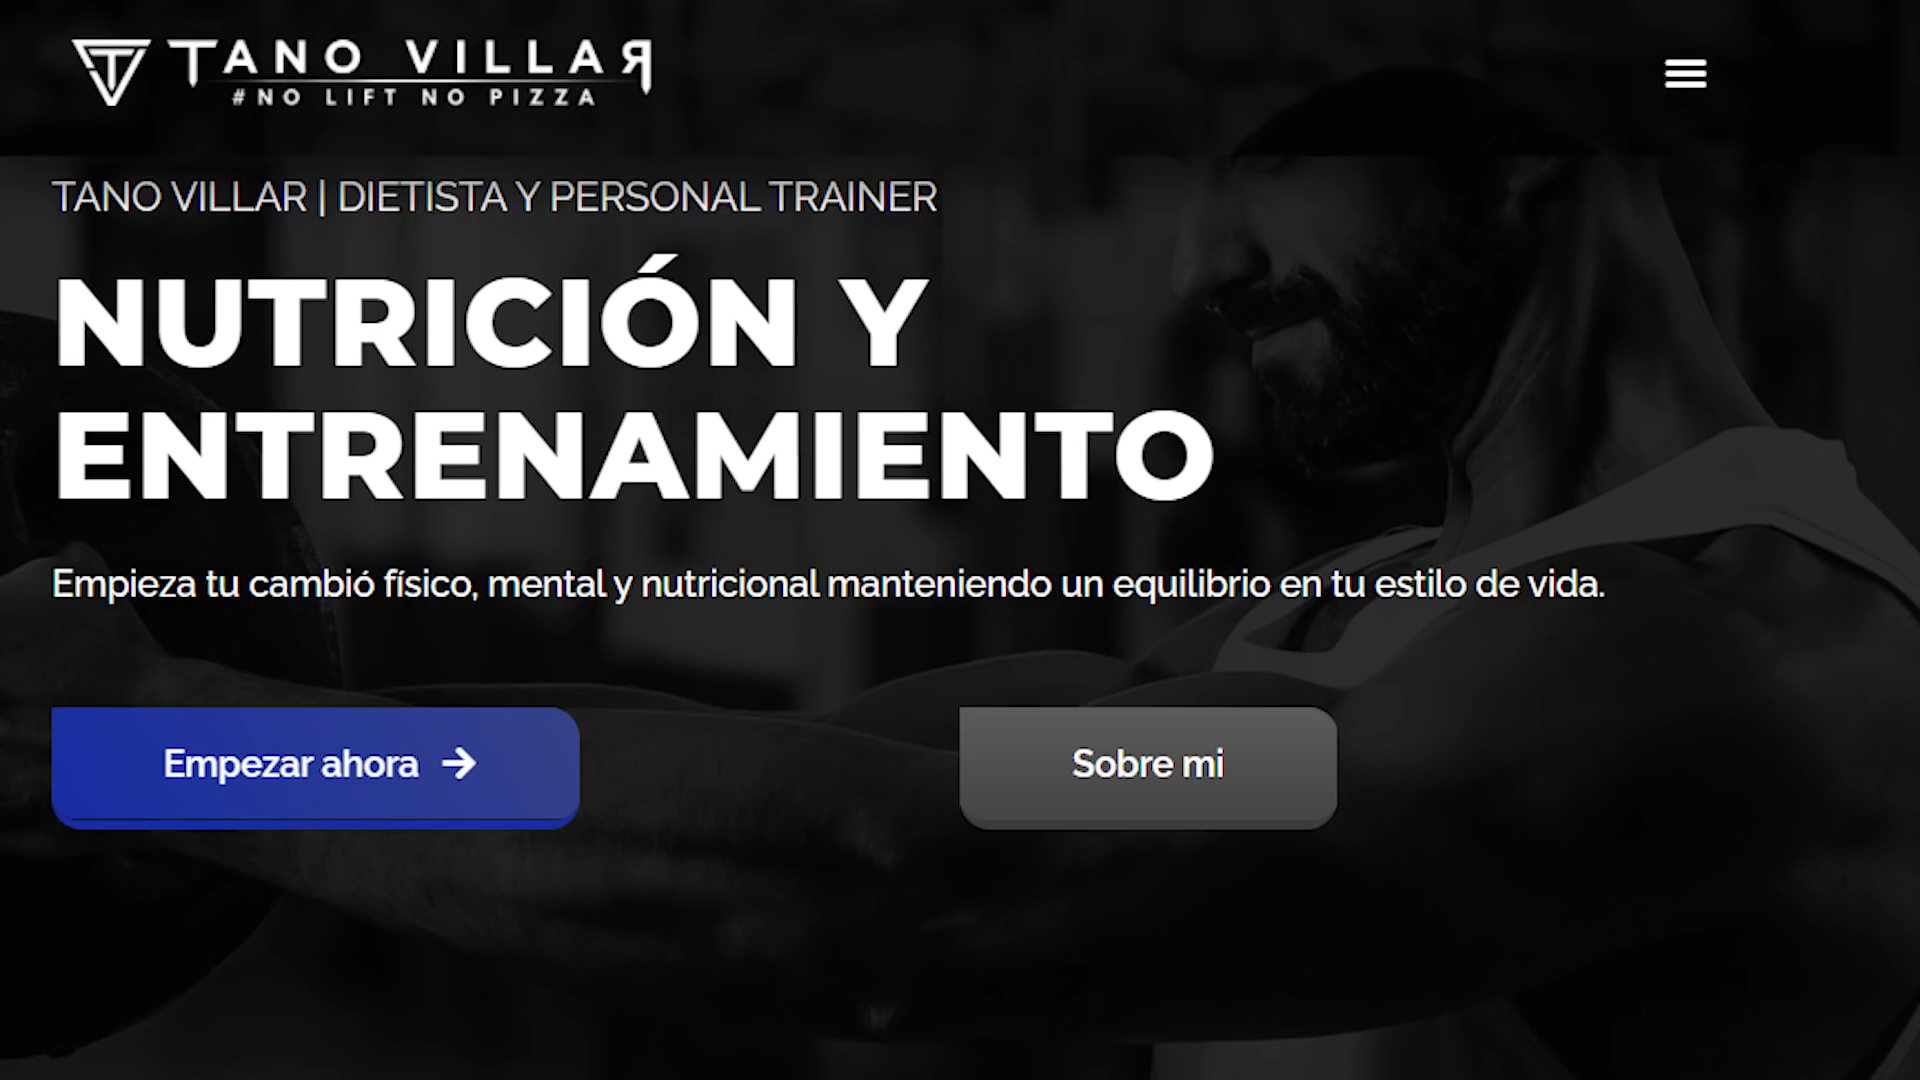 TANO VILLAR
#NO LIFT NO PIZZA
TANO VILLAR | DIETISTA Y PERSONAL TRAINER
NUTRICIÓN Y
ENTRENAMIENTO
Empieza tu cambió físico, mental y nutricional manteniendo un equilibrio en tu estilo de vida.
Empezar ahora
Sobre mi